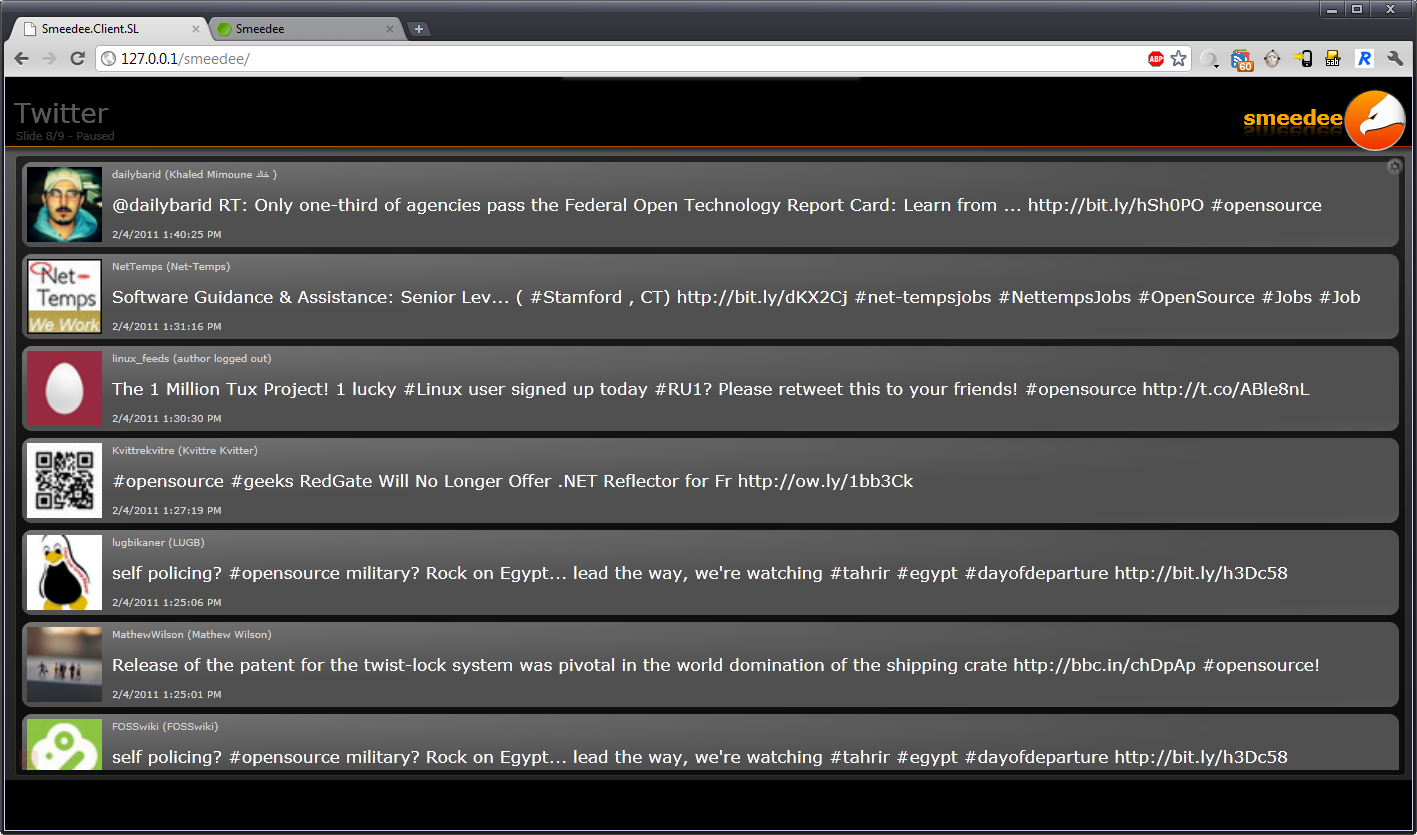 Smeedee.Client.SL
Smeedee
127.0.0.1/smeedee/
ABP
60
sab
R
Twitter
Slide 8/9 - Paused
smeedee
dailybarid (Khaled Mimoune خالد )
@dailybarid RT: Only one-third of agencies pass the Federal Open Technology Report Card: Learn from ... http://bit.ly/hSh0PO #opensource
2/4/2011 1:40:25 PM
Net-Temps
We Work
NetTemps (Net-Temps)
Software Guidance & Assistance: Senior Lev... ( #Stamford , CT) http://bit.ly/dKX2Cj #net-tempsjobs #NettempsJobs #OpenSource #Jobs #Job
2/4/2011 1:31:16 PM
linux_feeds (author logged out)
The 1 Million Tux Project! 1 lucky #Linux user signed up today #RU1? Please retweet this to your friends! #opensource http://t.co/ABle8nL
2/4/2011 1:30:30 PM
Kvittrekvitre (Kvittre Kvitter)
#opensource #geeks RedGate Will No Longer Offer .NET Reflector for Fr http://ow.ly/1bb3Ck
2/4/2011 1:27:19 PM
lugbikaner (LUGB)
self policing? #opensource military? Rock on Egypt... lead the way, we're watching #tahrir #egypt #dayofdeparture http://bit.ly/h3Dc58
2/4/2011 1:25:06 PM
MathewWilson (Mathew Wilson)
Release of the patent for the twist-lock system was pivotal in the world domination of the shipping crate http://bbc.in/chDpAp #opensource!
2/4/2011 1:25:01 PM
FOSSwiki (FOSSwiki)
self policing? #opensource military? Rock on Egypt... lead the way, we're watching #tahrir #egypt #dayofdeparture http://bit.ly/h3Dc58